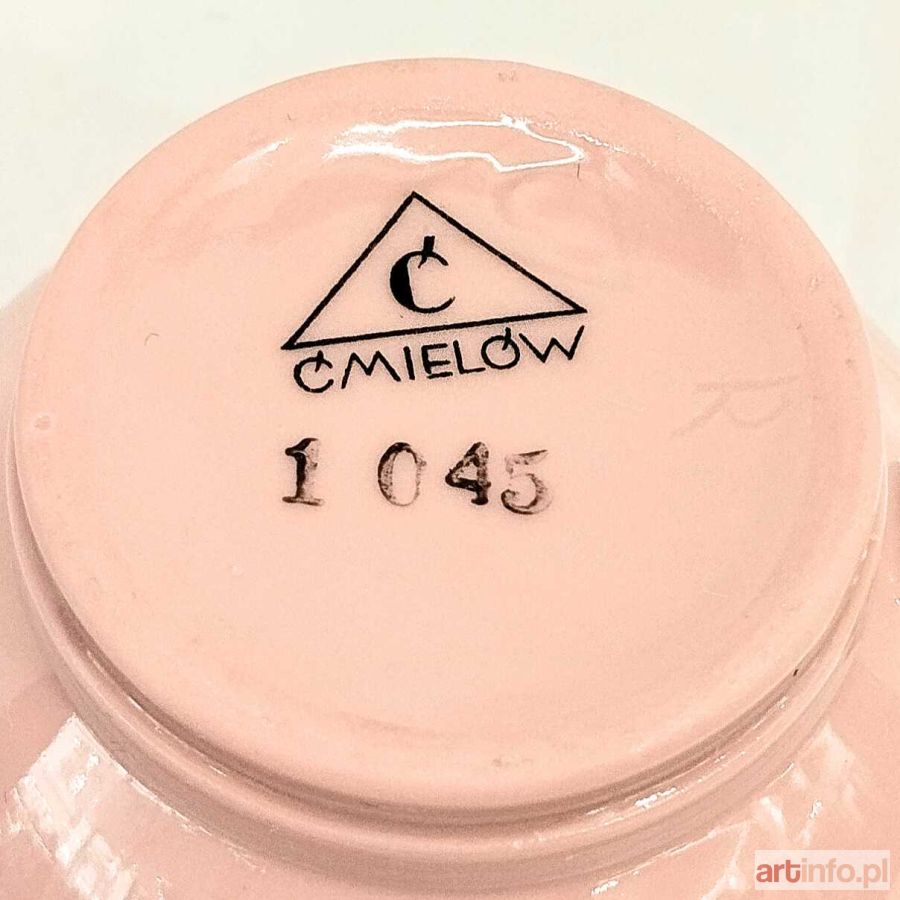 Ć
ĆMIELÓW
1 045
artinfo.pl